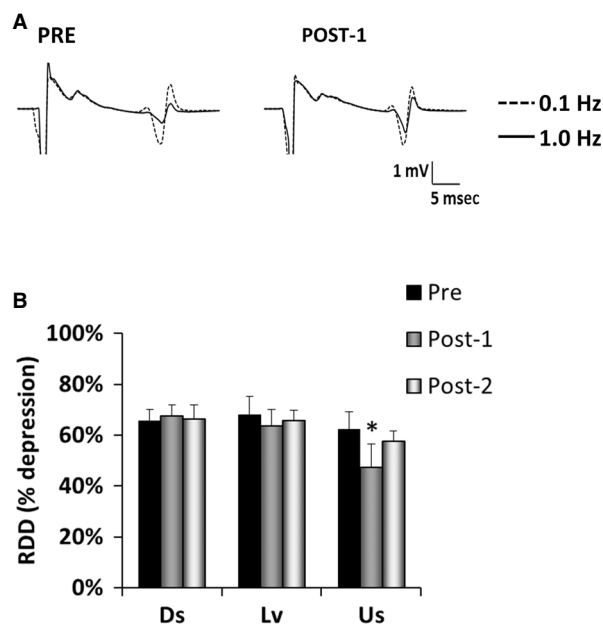 A
PRE
POST-1
0.1 Hz
1.0 Hz
1 mV
5 msec
B
Pre
Post-1
Post-2
RDD (% depression)
100%
80%
60%
40%
20%
0%
*
Ds
Lv
Us